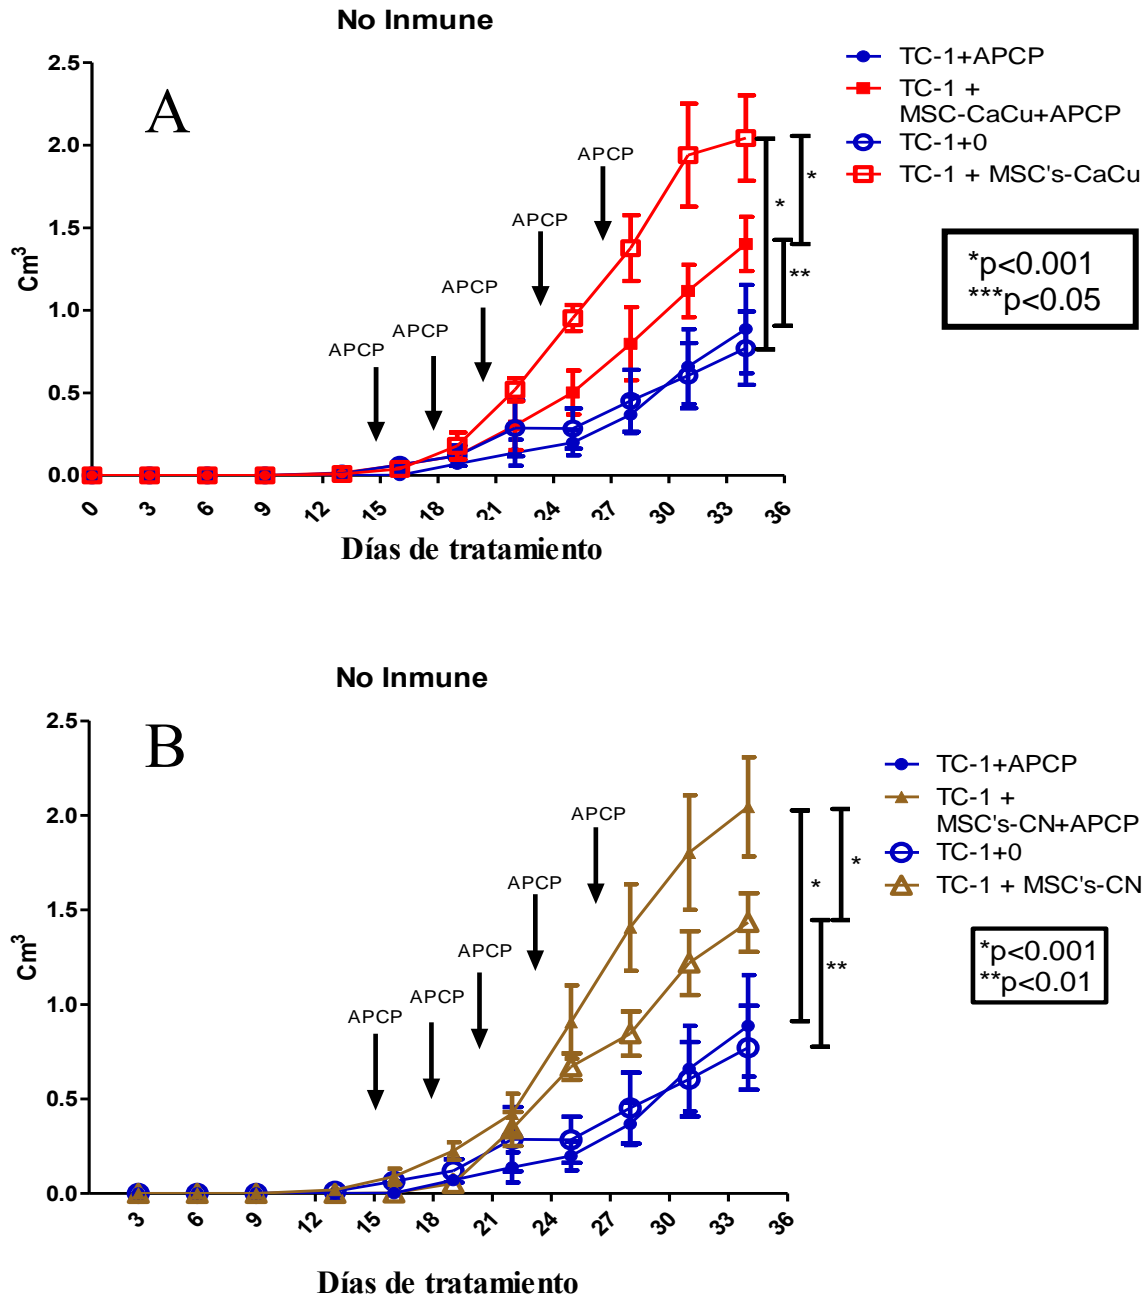 No Inmune
A
TC-1+APCP
TC-1 +
MSC-CaCu+APCP
TC-1+0
TC-1 + MSC's-CaCu
2.5
2.0
1.5
1.0
0.5
0.0
Cm3
APCP
APCP
APCP
APCP
APCP
*
*
**
*p<0.001
***p<0.05
0
3
6
9
12
15
18
21
24
27
30
33
36
Días de tratamiento
No Inmune
B
TC-1+APCP
TC-1 +
MSC's-CN+APCP
TC-1+0
TC-1 + MSC's-CN
2.5
2.0
1.5
1.0
0.5
0.0
Cm3
APCP
APCP
APCP
APCP
APCP
*
*
**
*p<0.001
**p<0.01
3
6
9
12
15
18
21
24
27
30
33
36
Días de tratamiento